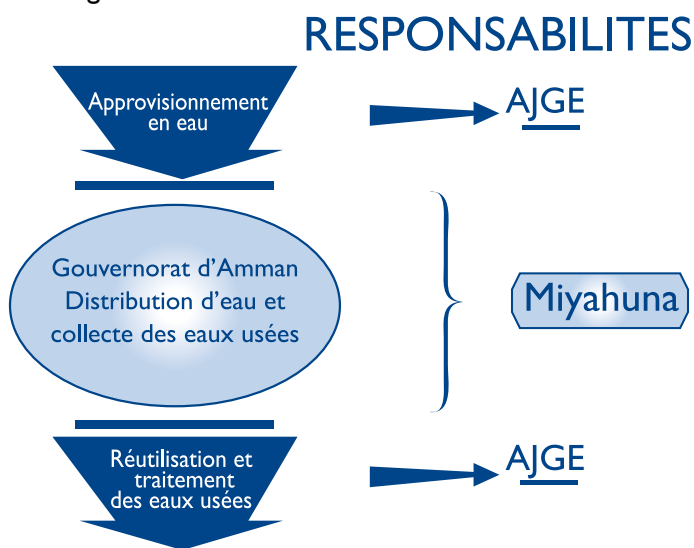 RESPONSABILITES
Approvisionnement
en eau
AJGE
Gouvernorat d'Amman
Distribution d'eau et
collecte des eaux usées
Miyahuna
Réutilisation et
traitement
des eaux usées
AJGE